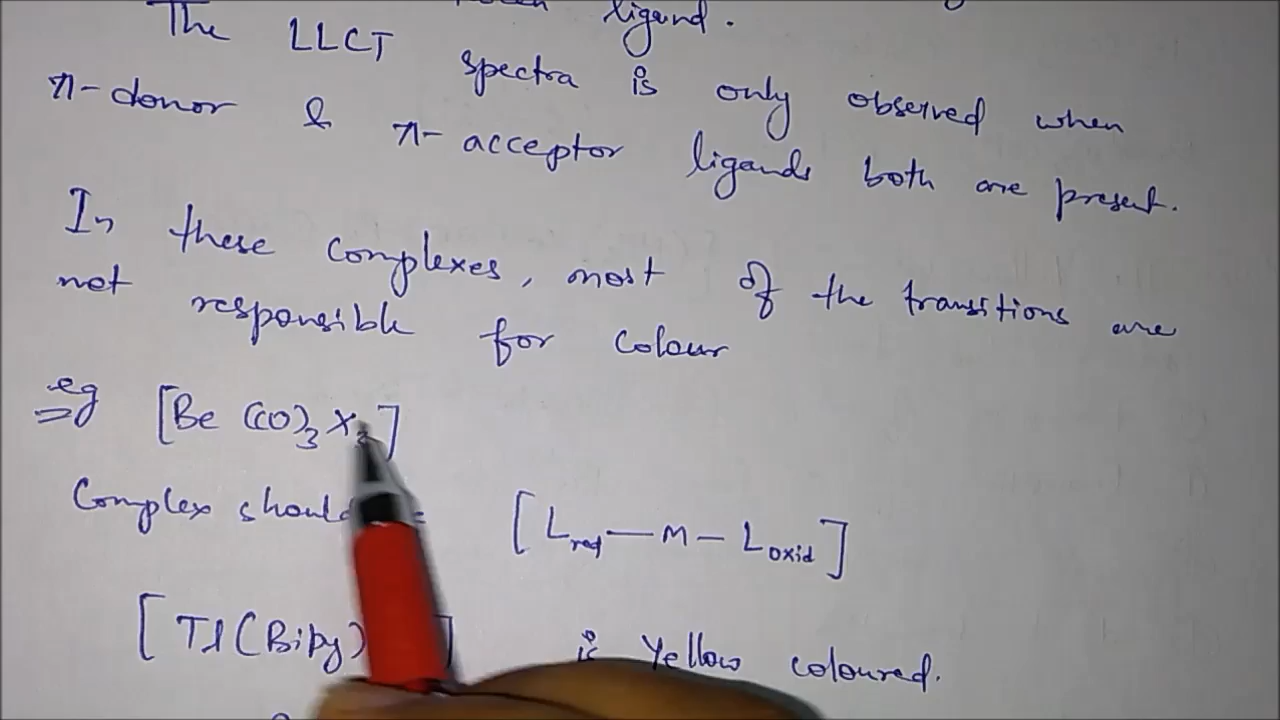 ligand.
The LLCT spectra is only observed when
π-donor & π-acceptor ligands both are present.
In these complexes, most of the transitions are
not responsible for colour
eg [Be (CO)3 X3]
Complex should [Lred — M — Loxid]
[Tl(Bipy) ] is Yellow coloured.